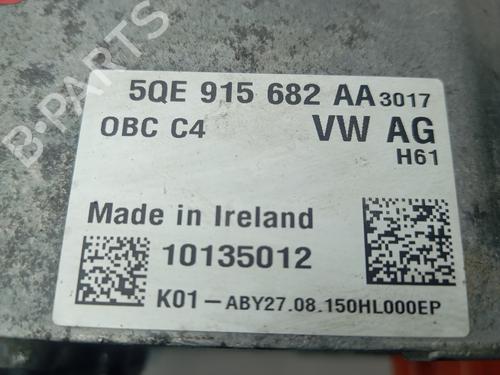 B-PARTS
5QE 915 682 AA 3017
OBC C4 VW AG
H61
Made in Ireland
10135012
K01-ABY27.08.150HL000EP